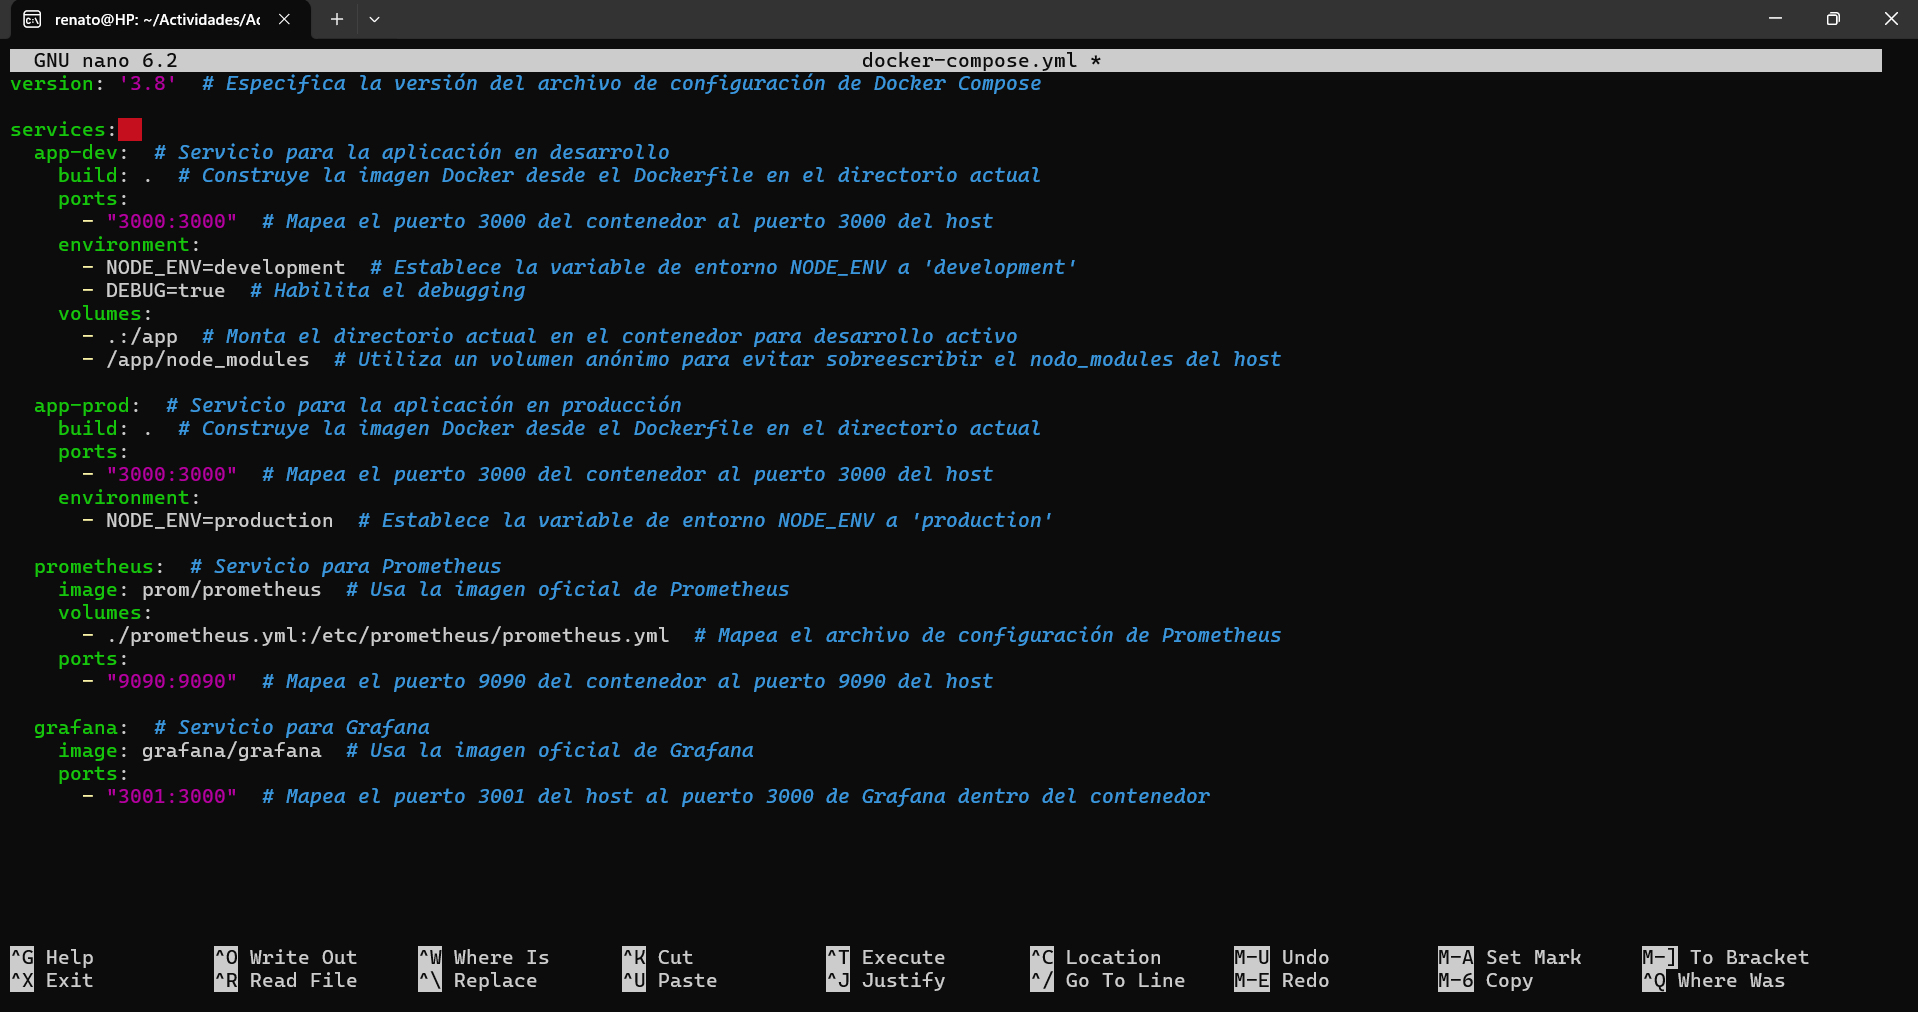 renato@HP: ~/Actividades/Ac
GNU nano 6.2 docker-compose.yml *
version: '3.8'  # Especifica la versión del archivo de configuración de Docker Compose
services:
  app-dev:  # Servicio para la aplicación en desarrollo
    build: .  # Construye la imagen Docker desde el Dockerfile en el directorio actual
    ports:
      - "3000:3000"  # Mapea el puerto 3000 del contenedor al puerto 3000 del host
    environment:
      - NODE_ENV=development  # Establece la variable de entorno NODE_ENV a 'development'
      - DEBUG=true  # Habilita el debugging
    volumes:
      - .:/app  # Monta el directorio actual en el contenedor para desarrollo activo
      - /app/node_modules  # Utiliza un volumen anónimo para evitar sobreescribir el nodo_modules del host
  app-prod:  # Servicio para la aplicación en producción
    build: .  # Construye la imagen Docker desde el Dockerfile en el directorio actual
    ports:
      - "3000:3000"  # Mapea el puerto 3000 del contenedor al puerto 3000 del host
    environment:
      - NODE_ENV=production  # Establece la variable de entorno NODE_ENV a 'production'
  prometheus:  # Servicio para Prometheus
    image: prom/prometheus  # Usa la imagen oficial de Prometheus
    volumes:
      - ./prometheus.yml:/etc/prometheus/prometheus.yml  # Mapea el archivo de configuración de Prometheus
    ports:
      - "9090:9090"  # Mapea el puerto 9090 del contenedor al puerto 9090 del host
  grafana:  # Servicio para Grafana
    image: grafana/grafana  # Usa la imagen oficial de Grafana
    ports:
      - "3001:3000"  # Mapea el puerto 3001 del host al puerto 3000 de Grafana dentro del contenedor
^G Help ^O Write Out ^W Where Is ^K Cut ^T Execute ^C Location M-U Undo M-A Set Mark M-] To Bracket
^X Exit ^R Read File ^\ Replace ^U Paste ^J Justify ^/ Go To Line M-E Redo M-6 Copy ^Q Where Was